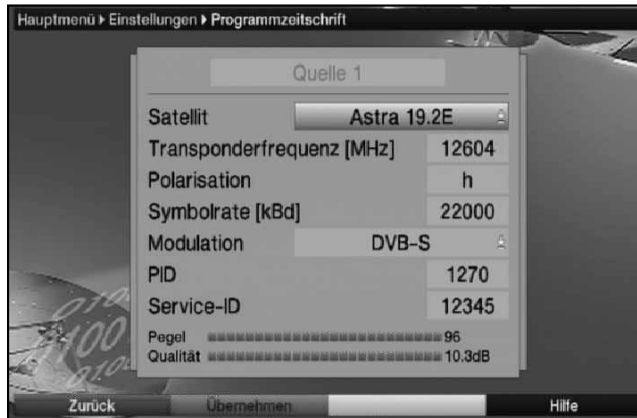 Hauptmenü ▸ Einstellungen ▸ Programmzeitschrift
Quelle 1
Satellit Astra 19.2E
Transponderfrequenz [MHz] 12604
Polarisation h
Symbolrate [kBd] 22000
Modulation DVB-S
PID 1270
Service-ID 12345
Pegel 96
Qualität 10.3dB
Zurück Übernehmen Hilfe